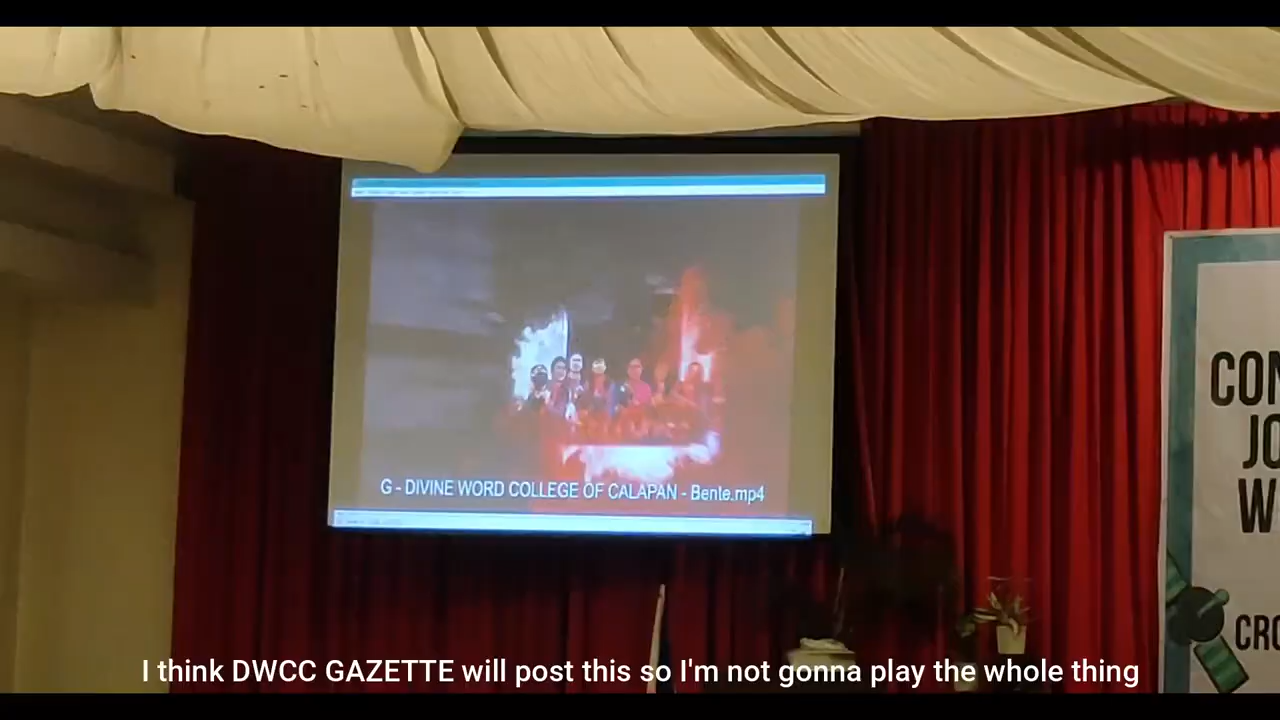 G - DIVINE WORD COLLEGE OF CALAPAN - Bente.mp4
CON
JO
W
CRO
I think DWCC GAZETTE will post this so I'm not gonna play the whole thing